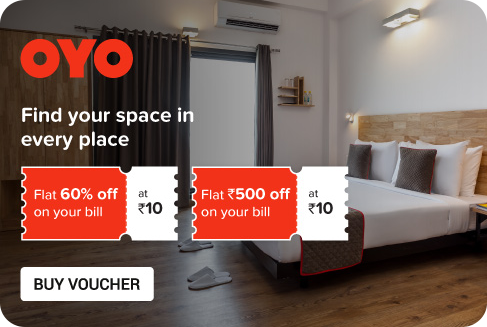 OYO
Find your space in
every place
Flat 60% off
on your bill
at
₹10
Flat ₹500 off
on your bill
at
₹10
BUY VOUCHER